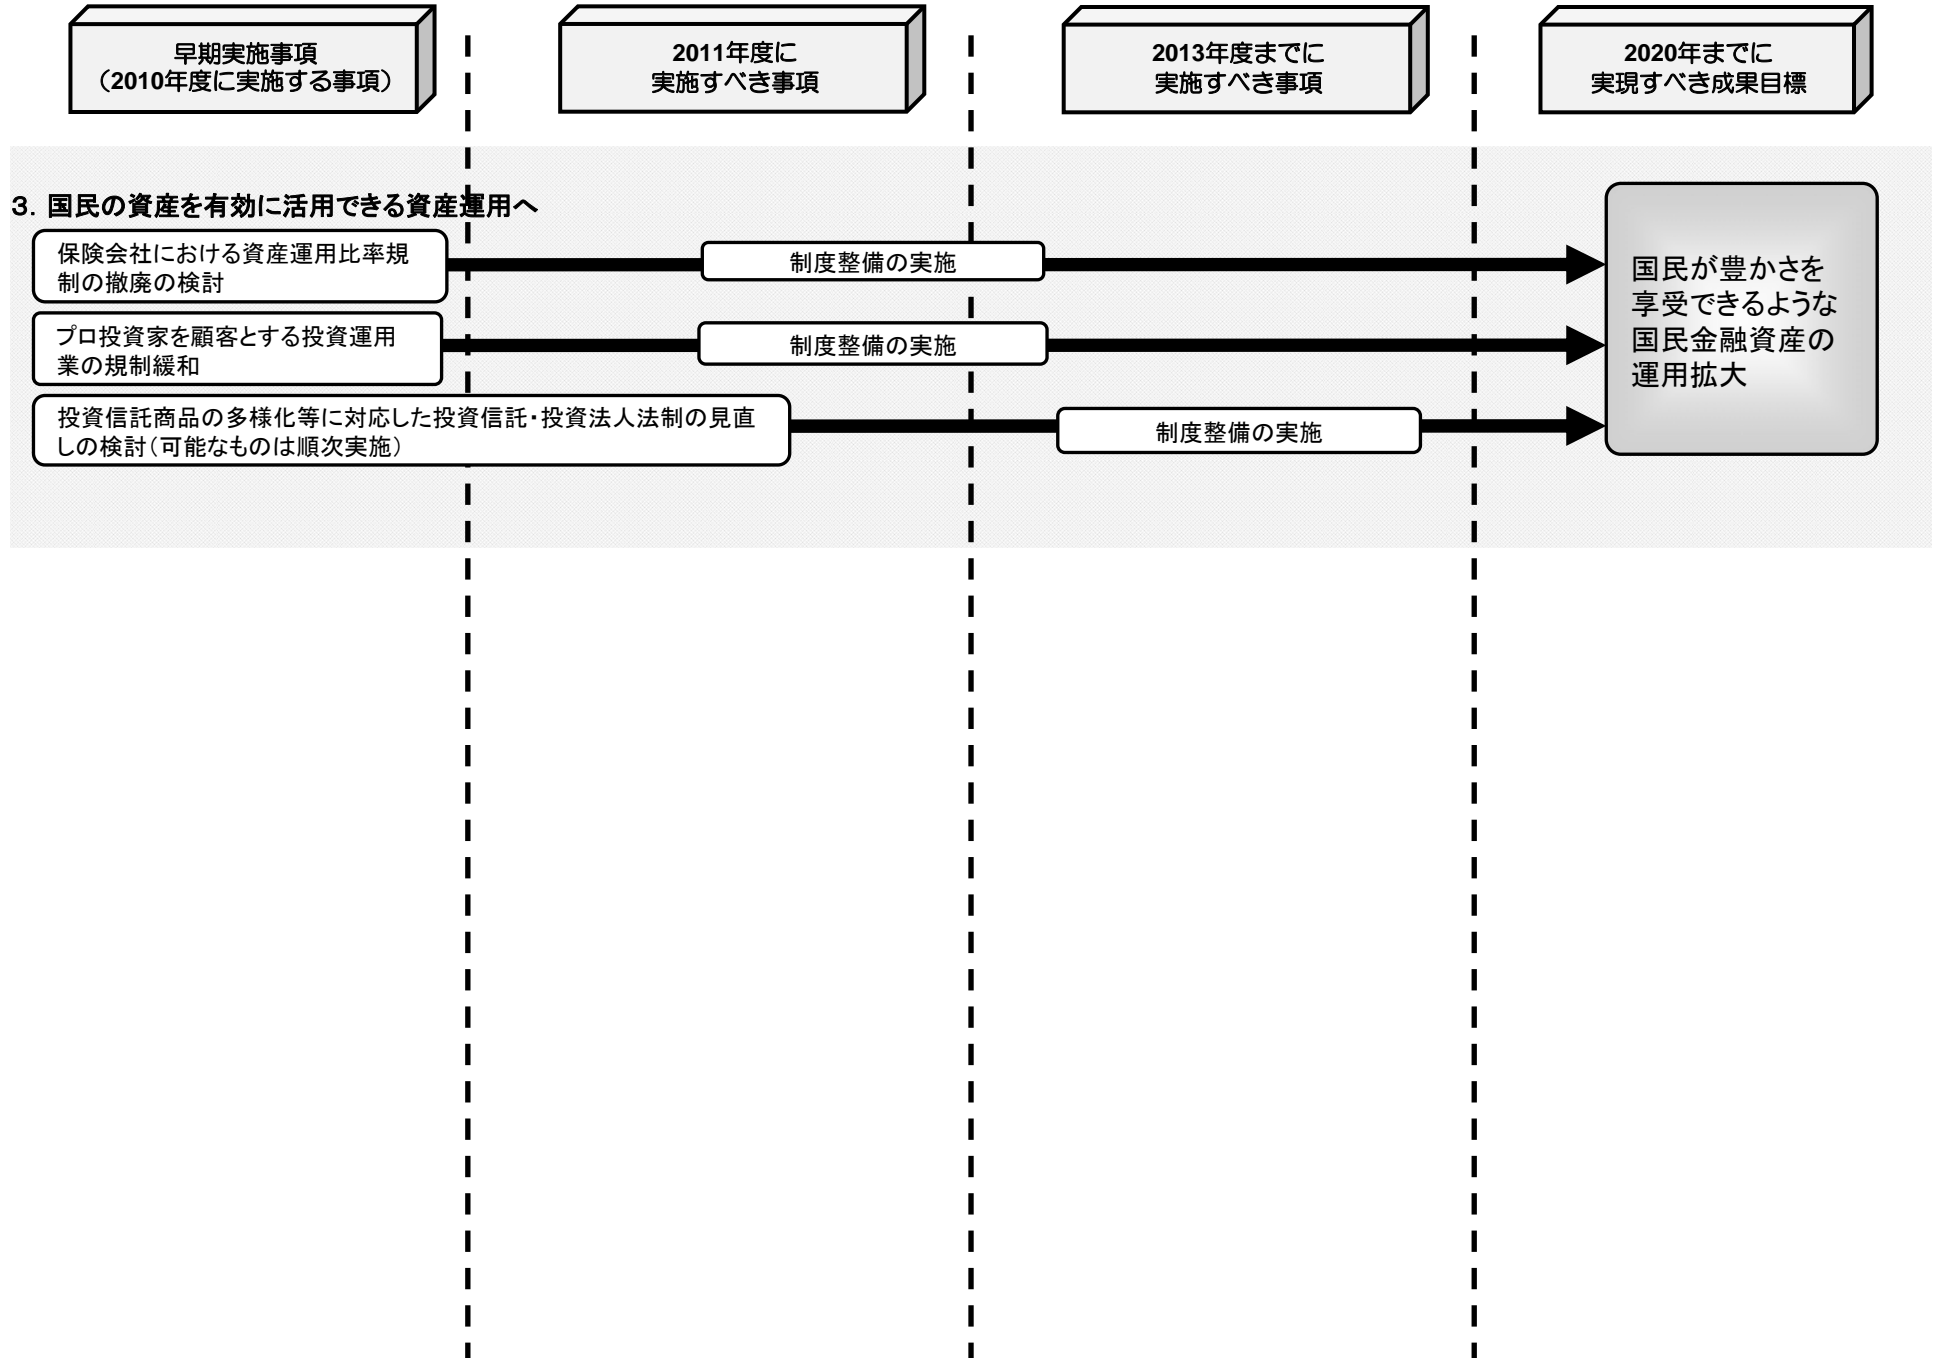 早期実施事項
（2010年度に実施する事項）
2011年度に
実施すべき事項
2013年度までに
実施すべき事項
2020年までに
実現すべき成果目標
３．国民の資産を有効に活用できる資産運用へ
保険会社における資産運用比率規
制の撤廃の検討
制度整備の実施
プロ投資家を顧客とする投資運用
業の規制緩和
制度整備の実施
投資信託商品の多様化等に対応した投資信託・投資法人法制の見直
しの検討（可能なものは順次実施）
制度整備の実施
国民が豊かさを
享受できるような
国民金融資産の
運用拡大